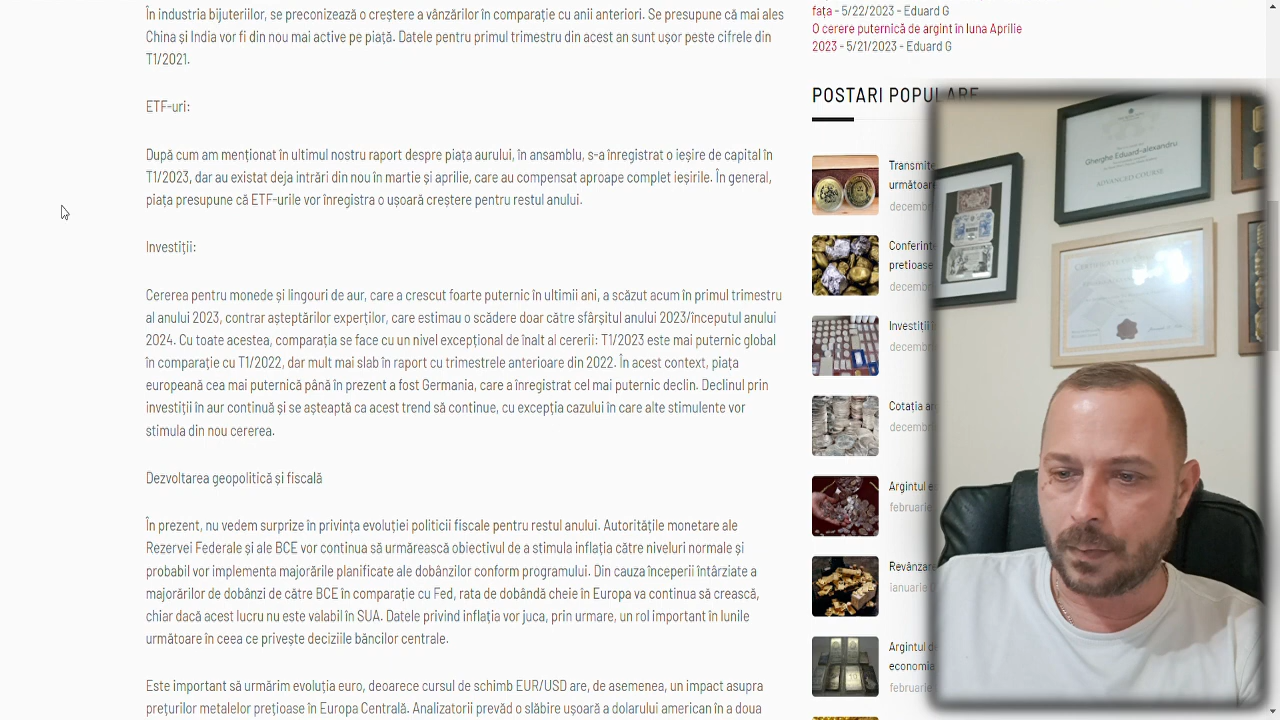 În industria bijuteriilor, se preconizează o creștere a vânzărilor în comparație cu anii anteriori. Se presupune că mai ales
China și India vor fi din nou mai active pe piață. Datele pentru primul trimestru din acest an sunt ușor peste cifrele din
T1/2021.
ETF-uri:
După cum am menționat în ultimul nostru raport despre piața aurului, în ansamblu, s-a înregistrat o ieșire de capital în
T1/2023, dar au existat deja intrări din nou în martie și aprilie, care au compensat aproape complet ieșirile. În general,
piața presupune că ETF-urile vor înregistra o ușoară creștere pentru restul anului.
Investiții:
Cererea pentru monede și lingouri de aur, care a crescut foarte puternic în ultimii ani, a scăzut acum în primul trimestru
al anului 2023, contrar așteptărilor experților, care estimau o scădere doar către sfârșitul anului 2023/începutul anului
2024. Cu toate acestea, comparația se face cu un nivel excepțional de înalt al cererii: T1/2023 este mai puternic global
în comparație cu T1/2022, dar mult mai slab în raport cu trimestrele anterioare din 2022. În acest context, piața
europeană cea mai puternică până în prezent a fost Germania, care a înregistrat cel mai puternic declin. Declinul prin
investiții în aur continuă și se așteaptă ca acest trend să continue, cu excepția cazului în care alte stimulente vor
stimula din nou cererea.
Dezvoltarea geopolitică și fiscală
În prezent, nu vedem surprize în privința evoluției politicii fiscale pentru restul anului. Autoritățile monetare ale
Rezervei Federale și ale BCE vor continua să urmărească obiectivul de a stimula inflația către niveluri normale și
probabil vor implementa majorările planificate ale dobânzilor conform programului. Din cauza începerii întârziate a
majorărilor de dobânzi de către BCE în comparație cu Fed, ratele de dobândă cheie în Europa va continua să crească,
chiar dacă acest lucru nu este valabil în SUA. Datele privind inflația vor juca, prin urmare, un rol important în lunile
următoare în ceea ce privește deciziile băncilor centrale.
Este important să urmărim evoluția euro, deoarece cursul de schimb EUR/USD are, de asemenea, un impact asupra
prețurilor metalelor prețioase în Europa Centrală. Analizatorii prevăd o slăbire ușoară a dolarului american în a doua
fața - 5/22/2023 - Eduard G
O cerere puternică de argint în luna Aprilie
2023 - 5/21/2023 - Eduard G
POSTARI POPULARE
Transmite
următoare
decembri
Conferinț
pretioase
decembri
Investitii î
decembri
Cotația ar
decembri
Argintul e
februarie
Revânzare
ianuarie
Argintul d
economia
februarie
Gherghe Eduard-alexandru
ADVANCED COURSE